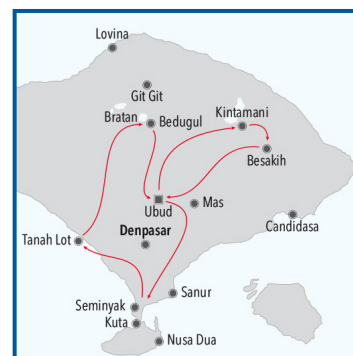 Lovina
Git Git
Bratan
Bedugul
Kintamani
Besakih
Ubud
Mas
Denpasar
Candidasa
Tanah Lot
Sanur
Seminyak
Kuta
Nusa Dua